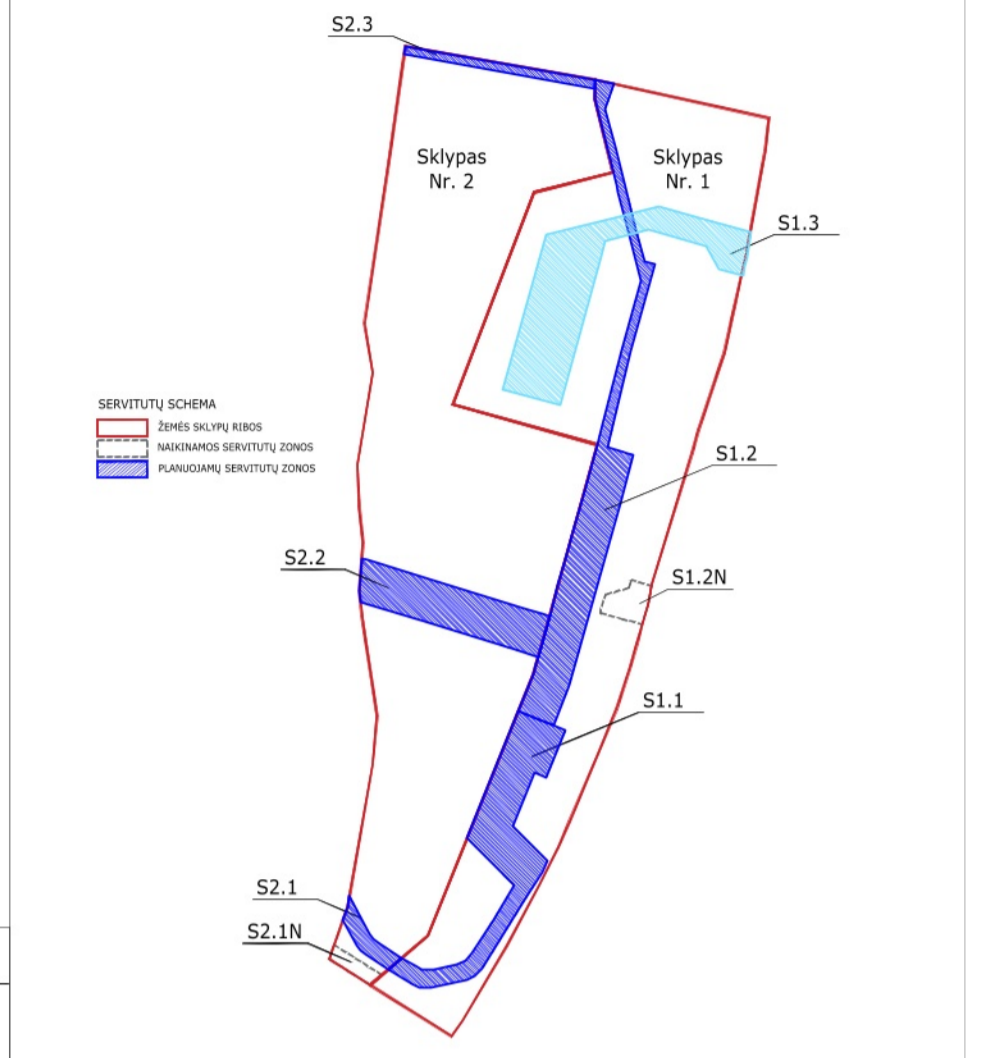 S2.3
Sklypas
Nr. 2
Sklypas
Nr. 1
S1.3
SERVITUTŲ SCHEMA
ŽEMĖS SKLYPŲ RIBOS
NAIKINAMOS SERVITUTŲ ZONOS
PLANUOJAMŲ SERVITUTŲ ZONOS
S1.2
S2.2
S1.2N
S1.1
S2.1
S2.1N